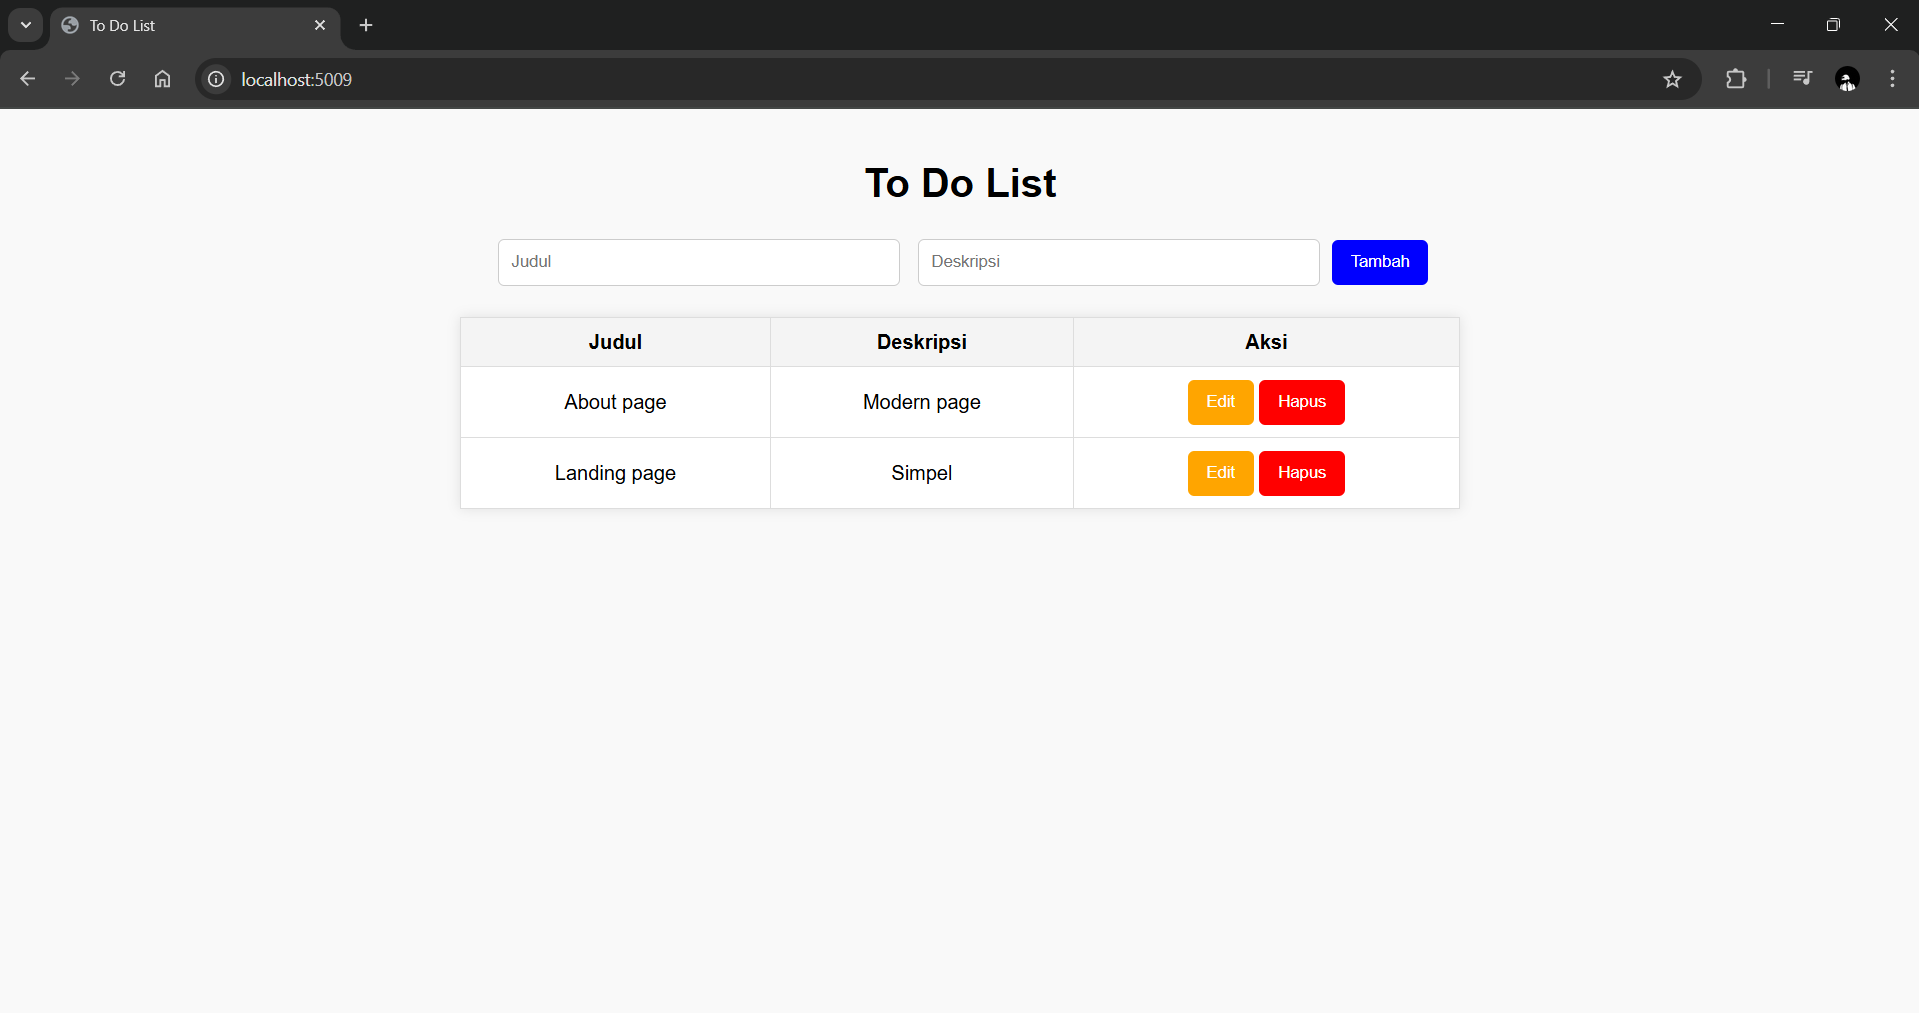 To Do List
localhost:5009
To Do List
Judul Deskripsi Tambah
Judul Deskripsi Aksi
About page Modern page Edit Hapus
Landing page Simpel Edit Hapus